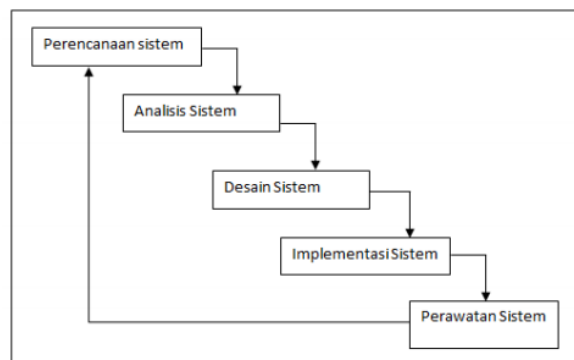 Perencanaan sistem
Analisis Sistem
Desain Sistem
Implementasi Sistem
Perawatan Sistem